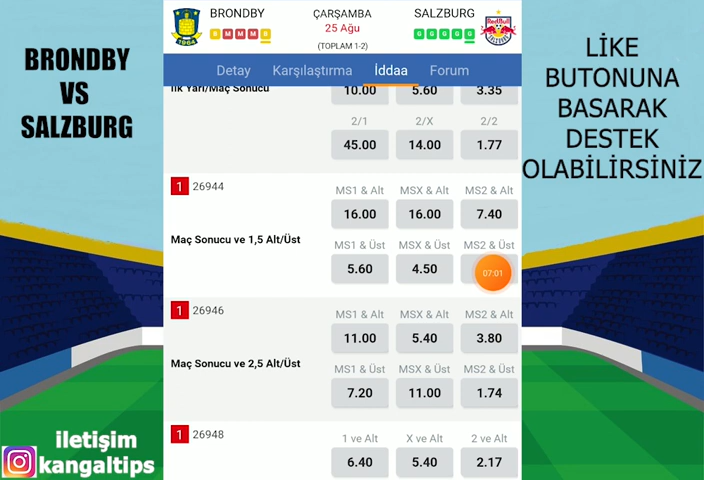 BRONDBY
VS
SALZBURG
BRONDBY
B M M M B
ÇARŞAMBA
25 Ağu
(TOPLAM 1-2)
SALZBURG
G G G G G
1964
RedBull
SALZBURG
Detay Karşılaştırma İddaa Forum
İlk Yarı/Maç Sonucu
10.00 5.60 3.35
2/1 2/X 2/2
45.00 14.00 1.77
1 26944
MS1 & Alt MSX & Alt MS2 & Alt
16.00 16.00 7.40
Maç Sonucu ve 1,5 Alt/Üst
MS1 & Üst MSX & Üst MS2 & Üst
5.60 4.50
07:01
1 26946
MS1 & Alt MSX & Alt MS2 & Alt
11.00 5.40 3.80
Maç Sonucu ve 2,5 Alt/Üst
MS1 & Üst MSX & Üst MS2 & Üst
7.20 11.00 1.74
1 26948
1 ve Alt X ve Alt 2 ve Alt
6.40 5.40 2.17
LİKE
BUTONUNA
BASARAK
DESTEK
OLABİLİRSİNİZ
iletişim
kangaltips